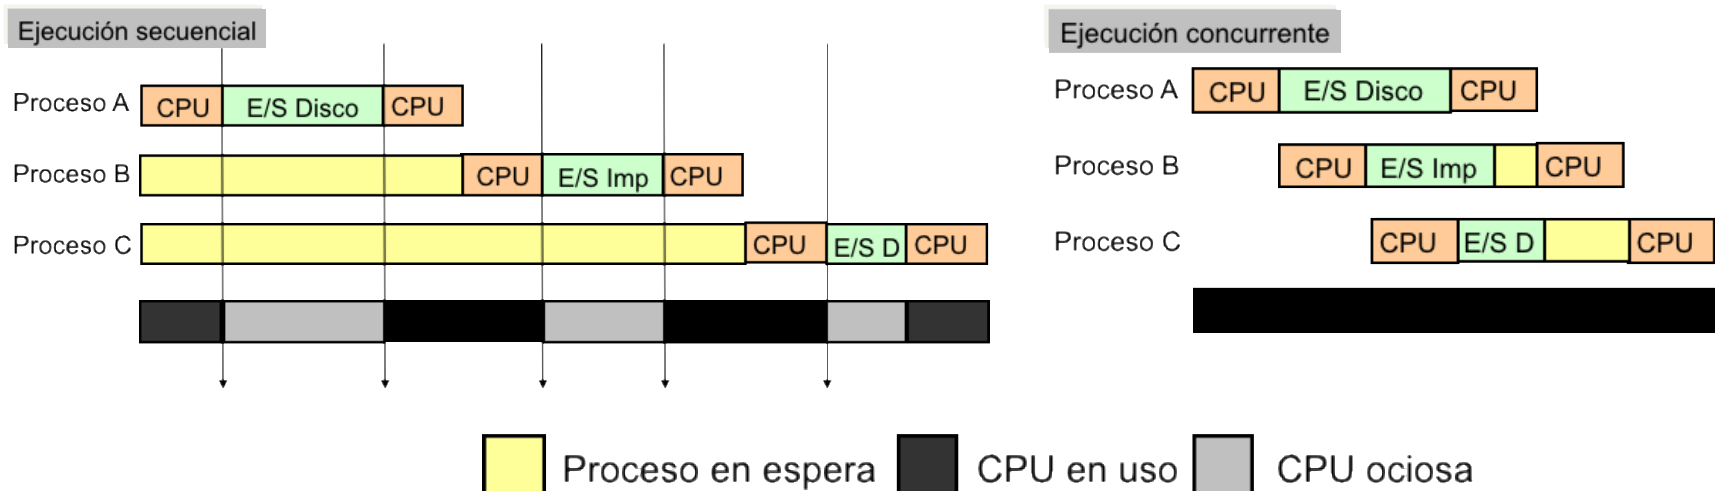 Ejecución secuencial
Proceso A CPU E/S Disco CPU
Proceso B CPU E/S Imp CPU
Proceso C CPU E/S D CPU
Ejecución concurrente
Proceso A CPU E/S Disco CPU
Proceso B CPU E/S Imp CPU
Proceso C CPU E/S D CPU
Proceso en espera CPU en uso CPU ociosa